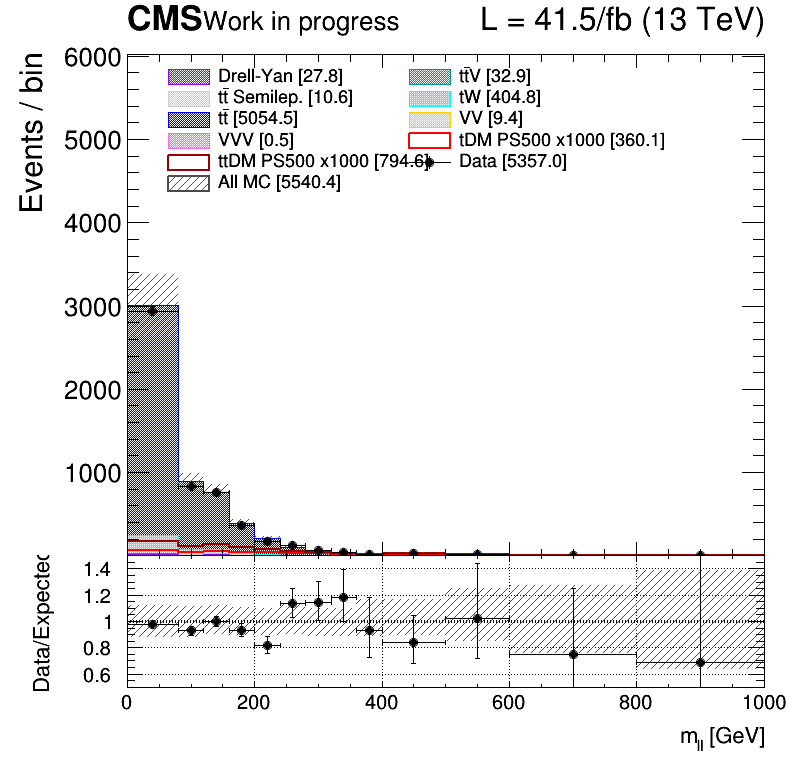 CMS Work in progress L = 41.5/fb (13 TeV)
Events / bin
6000
5000
4000
3000
2000
1000
Drell-Yan [27.8]
tt̄ Semilep. [10.6]
tt̄ [5054.5]
VVV [0.5]
ttDM PS500 x1000 [794.6]
All MC [5540.4]
tt̄V [32.9]
tW [404.8]
VV [9.4]
tDM PS500 x1000 [360.1]
Data [5357.0]
Data/Expected
1.4
1.2
1
0.8
0.6
0 200 400 600 800 1000
m_ll [GeV]